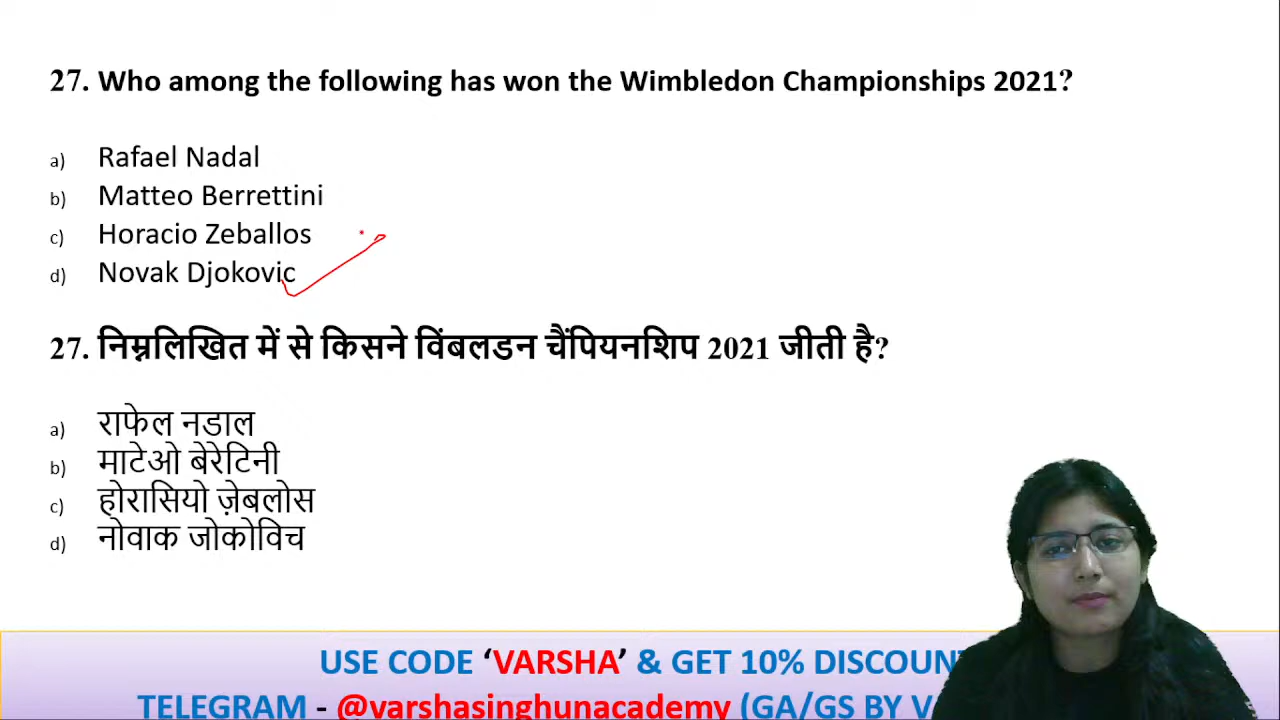 27. Who among the following has won the Wimbledon Championships 2021?
a) Rafael Nadal
b) Matteo Berrettini
c) Horacio Zeballos
d) Novak Djokovic
27. निम्नलिखित में से किसने विंबलडन चैंपियनशिप 2021 जीती है?
a) राफेल नडाल
b) माटेओ बेरेटिनी
c) होरासियो ज़ेबलोस
d) नोवाक जोकोविच
USE CODE ‘VARSHA’ & GET 10% DISCOUN
TELEGRAM - @varshasinghunacademy (GA/GS BY V